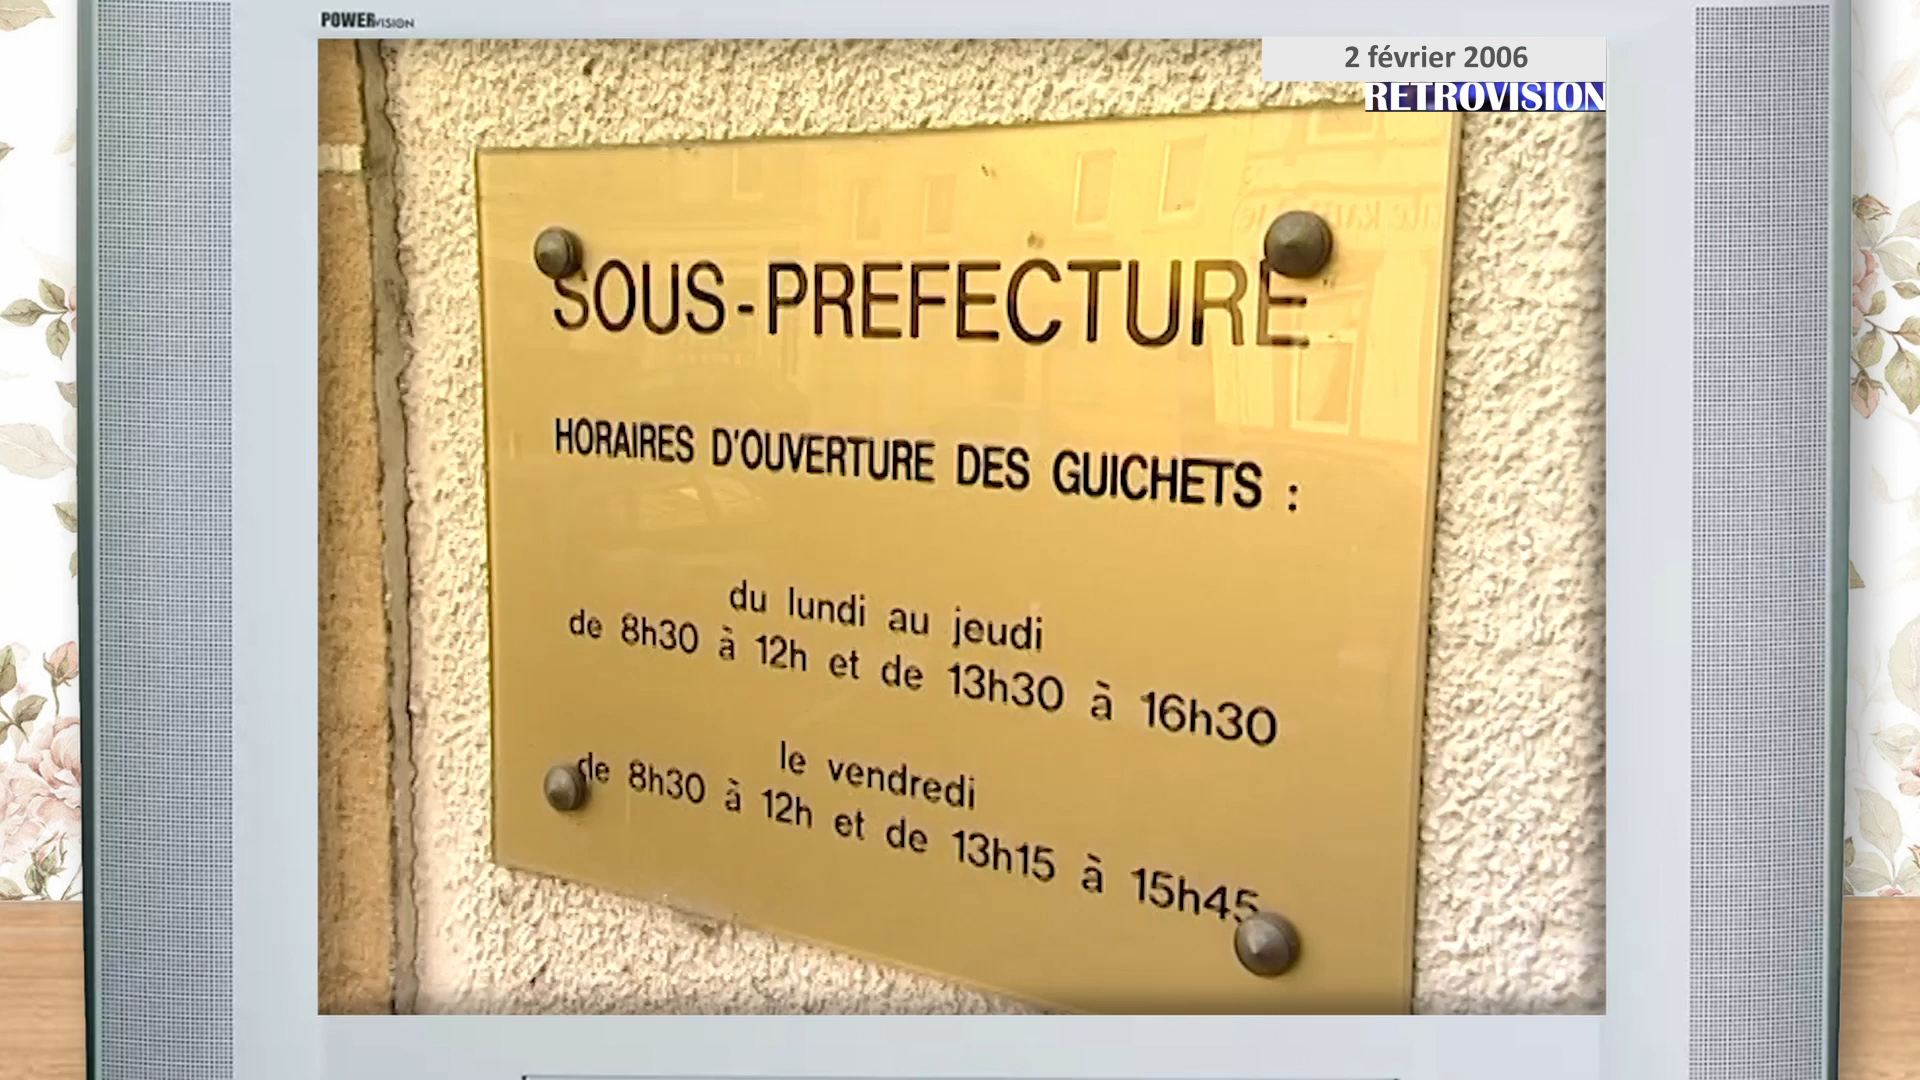 POWERVISION
2 février 2006
RETROVISION
SOUS-PREFECTURE
HORAIRES D'OUVERTURE DES GUICHETS :
du lundi au jeudi
de 8h30 à 12h et de 13h30 à 16h30
le vendredi
de 8h30 à 12h et de 13h15 à 15h45